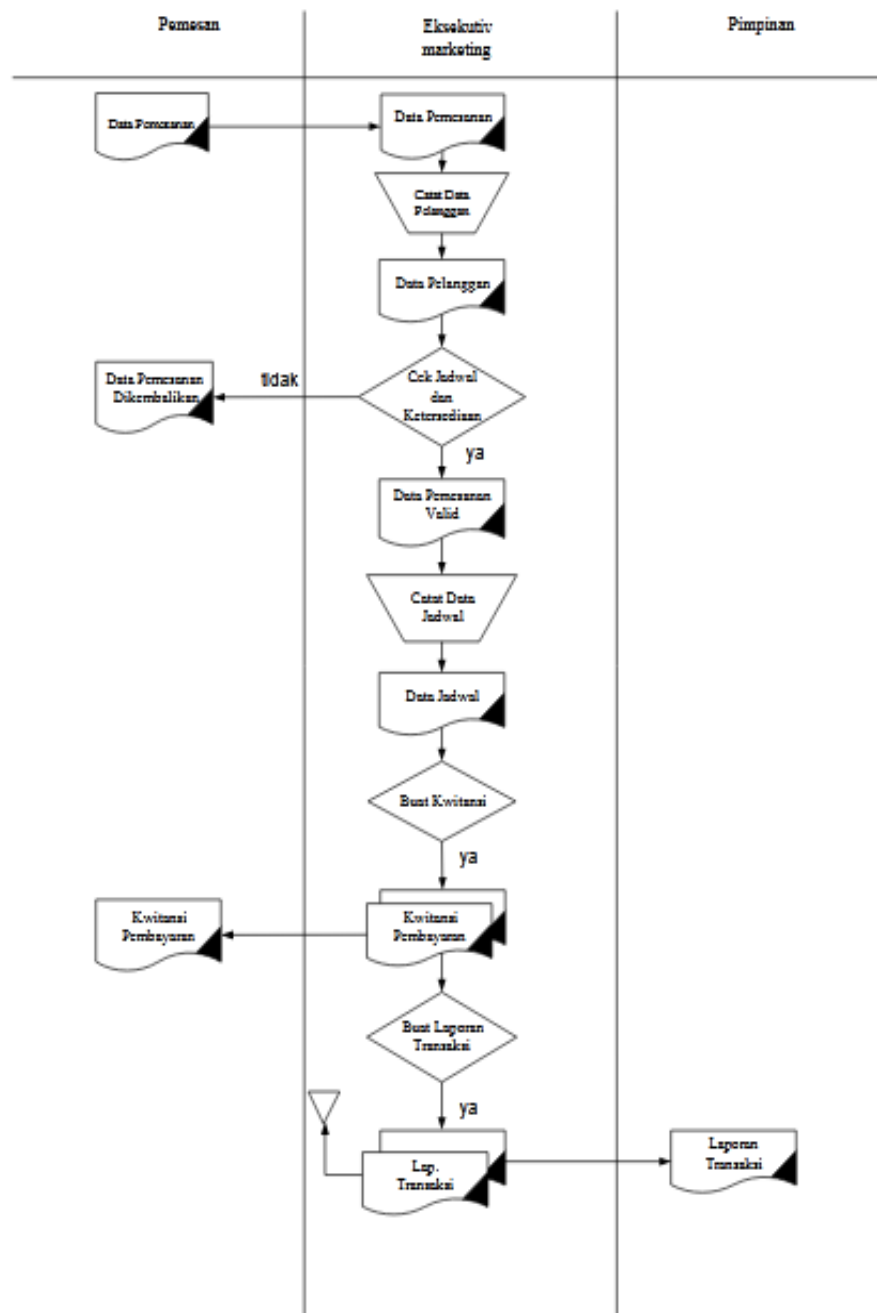 Pemesan
Eksekutiv
marketing
Pimpinan
Data Pemesanan
Data Pemesanan
Catat Data
Pelanggan
Data Pelanggan
Cek Jadwal
dan
Ketersediaan
tidak
Data Pemesanan
Dikembalikan
ya
Data Pemesanan
Valid
Catat Data
Jadwal
Data Jadwal
Buat Kwitansi
ya
Kwitansi
Pembayaran
Kwitansi
Pembayaran
Buat Laporan
Transaksi
ya
Lap.
Transaksi
Laporan
Transaksi